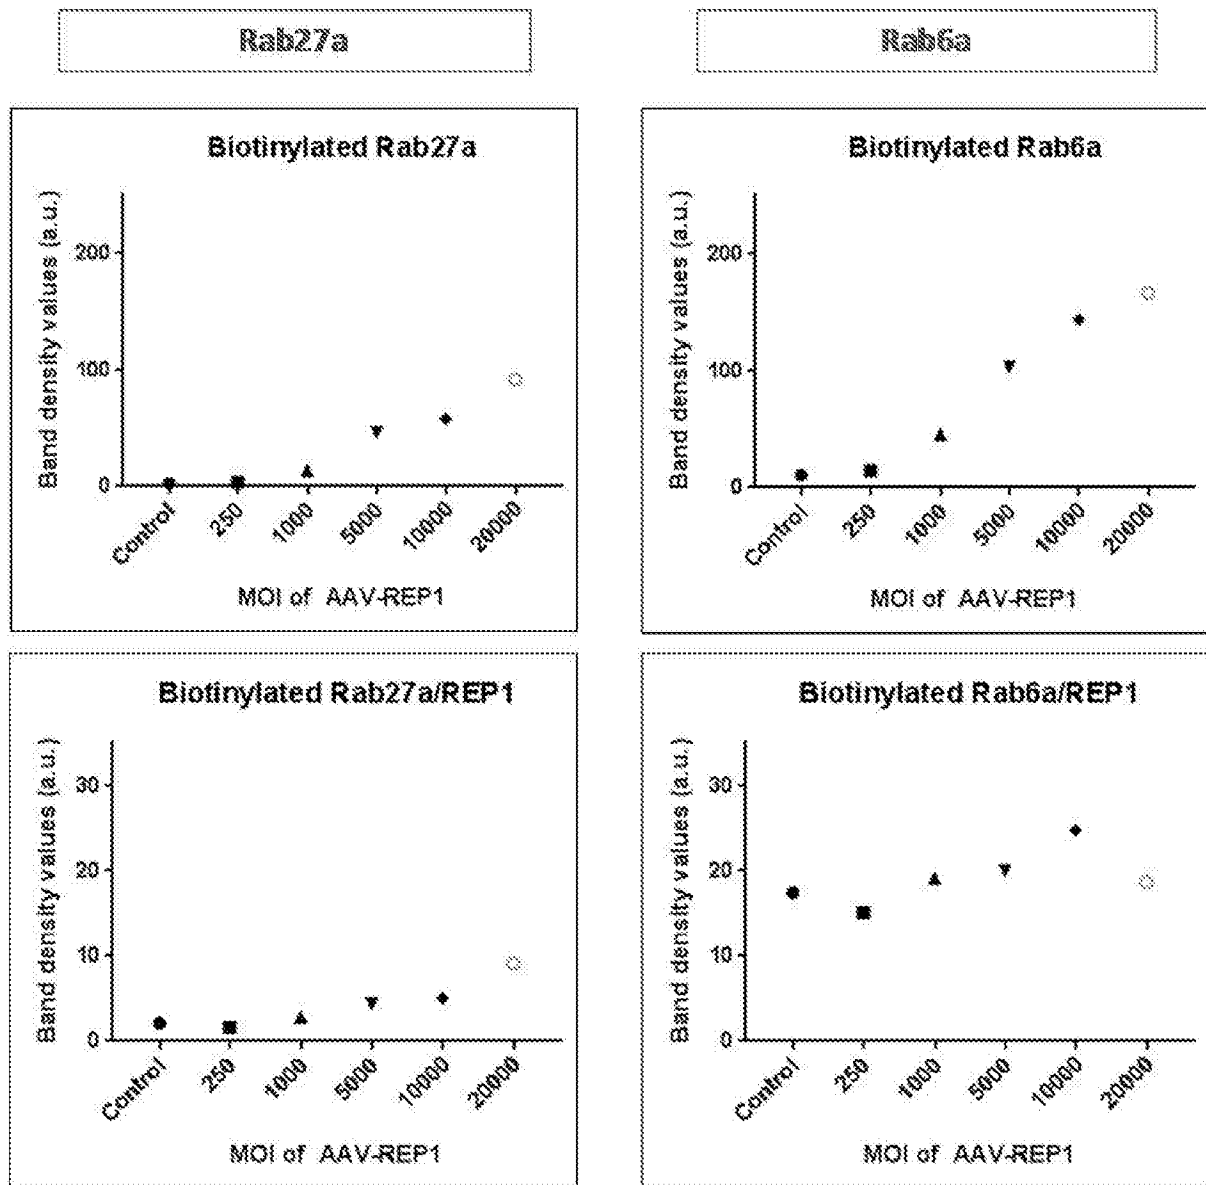 Rab27a
Rab6a
Biotinylated Rab27a
Band density values (a.u.)
200
100
0
Control
250
1000
5000
10000
20000
MOI of AAV-REP1
Biotinylated Rab6a
Band density values (a.u.)
200
100
0
Control
250
1000
5000
10000
20000
MOI of AAV-REP1
Biotinylated Rab27a/REP1
Band density values (a.u.)
30
20
10
0
Control
250
1000
5000
10000
20000
MOI of AAV-REP1
Biotinylated Rab6a/REP1
Band density values (a.u.)
30
20
10
0
Control
250
1000
5000
10000
20000
MOI of AAV-REP1